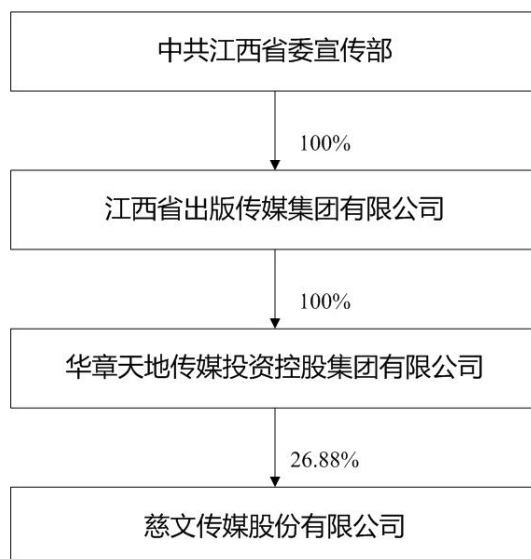 中共江西省委宣传部
100%
江西省出版传媒集团有限公司
100%
华章天地传媒投资控股集团有限公司
26.88%
慈文传媒股份有限公司